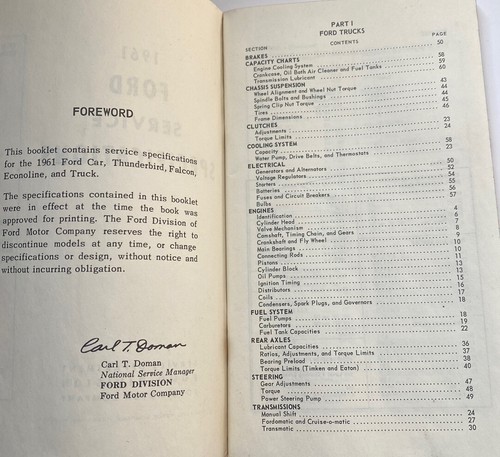 FOREWORD
This booklet contains service specifications
for the 1961 Ford Car, Thunderbird, Falcon,
Econoline, and Truck.
The specifications contained in this booklet
were in effect at the time the book was
approved for printing. The Ford Division of
Ford Motor Company reserves the right to
discontinue models at any time, or change
specifications or design, without notice and
without incurring obligation.
Carl T. Doman
Carl T. Doman
National Service Manager
FORD DIVISION
Ford Motor Company
PART I
FORD TRUCKS
SECTION CONTENTS PAGE
BRAKES 50
CAPACITY CHARTS
Engine Cooling System 58
Crankcase, Oil Bath Air Cleaner and Fuel Tanks 59
Transmission Lubricant 60
CHASSIS SUSPENSION
Wheel Alignment and Wheel Nut Torque 43
Spindle Bolts and Bushings 44
Spring Clip Nut Torque 44
Tires 45
Frame Dimensions 46
CLUTCHES
Adjustments 23
Torque Limits 24
COOLING SYSTEM
Capacity 58
Water Pump, Drive Belts, and Thermostats 23
ELECTRICAL
Generators and Alternators 50
Voltage Regulators 52
Starters 54
Batteries 55
Fuses and Circuit Breakers 56
Bulbs 57
ENGINES
Identification 4
Cylinder Head 6
Valve Mechanism 7
Camshaft, Timing Chain, and Gears 8
Crankshaft and Fly Wheel 9
Main Bearings 10
Connecting Rods 10
Pistons 11
Cylinder Block 13
Oil Pumps 13
Ignition Timing 15
Distributors 16
Coils 17
Condensers, Spark Plugs, and Governors 18
FUEL SYSTEM
Fuel Pumps 18
Carburetors 19
Fuel Tank Capacities 22
REAR AXLES
Lubricant Capacities 36
Ratios, Adjustments, and Torque Limits 37
Bearing Preload 38
Torque Limits (Timken and Eaton) 40
STEERING
Gear Adjustments 47
Torque 48
Power Steering Pump 49
TRANSMISSIONS
Manual Shift 24
Fordomatic and Cruise-o-matic 27
Transmatic 30